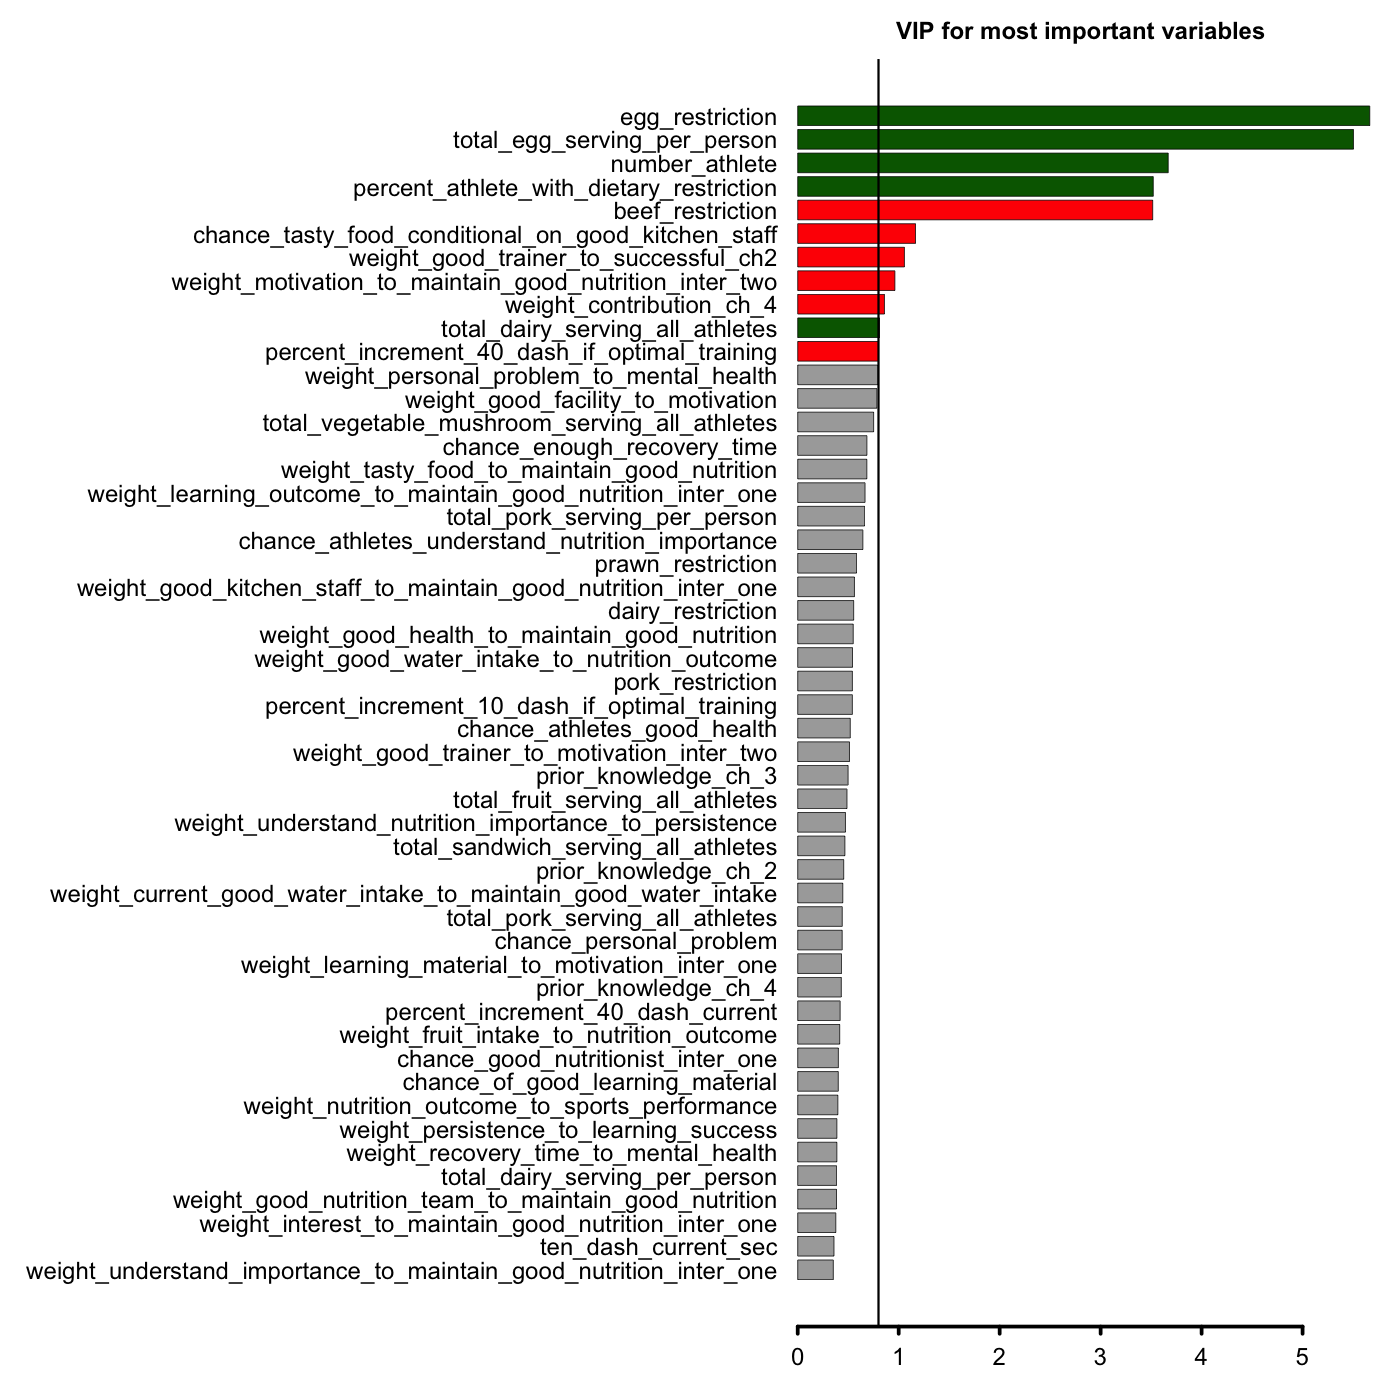 VIP for most important variables
egg_restriction
total_egg_serving_per_person
number_athlete
percent_athlete_with_dietary_restriction
beef_restriction
chance_tasty_food_conditional_on_good_kitchen_staff
weight_good_trainer_to_successful_ch2
weight_motivation_to_maintain_good_nutrition_inter_two
weight_contribution_ch_4
total_dairy_serving_all_athletes
percent_increment_40_dash_if_optimal_training
weight_personal_problem_to_mental_health
weight_good_facility_to_motivation
total_vegetable_mushroom_serving_all_athletes
chance_enough_recovery_time
weight_tasty_food_to_maintain_good_nutrition
weight_learning_outcome_to_maintain_good_nutrition_inter_one
total_pork_serving_per_person
chance_athletes_understand_nutrition_importance
prawn_restriction
weight_good_kitchen_staff_to_maintain_good_nutrition_inter_one
dairy_restriction
weight_good_health_to_maintain_good_nutrition
weight_good_water_intake_to_nutrition_outcome
pork_restriction
percent_increment_10_dash_if_optimal_training
chance_athletes_good_health
weight_good_trainer_to_motivation_inter_two
prior_knowledge_ch_3
total_fruit_serving_all_athletes
weight_understand_nutrition_importance_to_persistence
total_sandwich_serving_all_athletes
prior_knowledge_ch_2
weight_current_good_water_intake_to_maintain_good_water_intake
total_pork_serving_all_athletes
chance_personal_problem
weight_learning_material_to_motivation_inter_one
prior_knowledge_ch_4
percent_increment_40_dash_current
weight_fruit_intake_to_nutrition_outcome
chance_good_nutritionist_inter_one
chance_of_good_learning_material
weight_nutrition_outcome_to_sports_performance
weight_persistence_to_learning_success
weight_recovery_time_to_mental_health
total_dairy_serving_per_person
weight_good_nutrition_team_to_maintain_good_nutrition
weight_interest_to_maintain_good_nutrition_inter_one
ten_dash_current_sec
weight_understand_importance_to_maintain_good_nutrition_inter_one
0 1 2 3 4 5